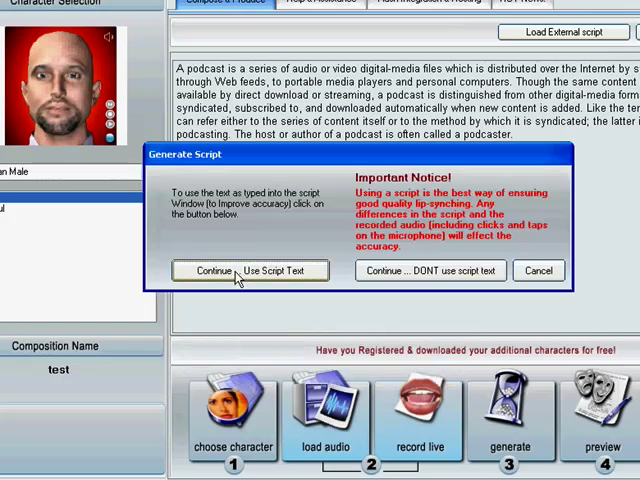 Character Selection
Compose & Produce
Help & Assistance
Flash Integration & Hosting
HOT News!
Load External script
A podcast is a series of audio or video digital-media files which is distributed over the Internet by s
through Web feeds, to portable media players and personal computers. Though the same content
available by direct download or streaming, a podcast is distinguished from other digital-media form
syndicated, subscribed to, and downloaded automatically when new content is added. Like the ter
can refer either to the series of content itself or to the method by which it is syndicated; the latter i
podcasting. The host or author of a podcast is often called a podcaster.
an Male
ul
Generate Script
To use the text as typed into the script
Window (to Improve accuracy) click on
the button below.
Important Notice!
Using a script is the best way of ensuring
good quality lip-synching. Any
differences in the script and the
recorded audio (including clicks and taps
on the microphone) will effect the
accuracy.
Continue ... Use Script Text
Continue ... DONT use script text
Cancel
Composition Name
test
Have you Registered & downloaded your additional characters for free!
choose character
load audio
record live
generate
preview
1
2
3
4